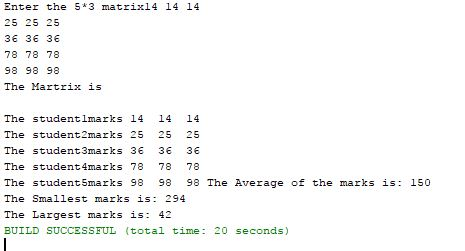 Enter the 5*3 matrix14 14 14
25 25 25
36 36 36
78 78 78
98 98 98
The Martrix is
The student1marks 14 14 14
The student2marks 25 25 25
The student3marks 36 36 36
The student4marks 78 78 78
The student5marks 98 98 98 The Average of the marks is: 150
The Smallest marks is: 294
The Largest marks is: 42
BUILD SUCCESSFUL (total time: 20 seconds)